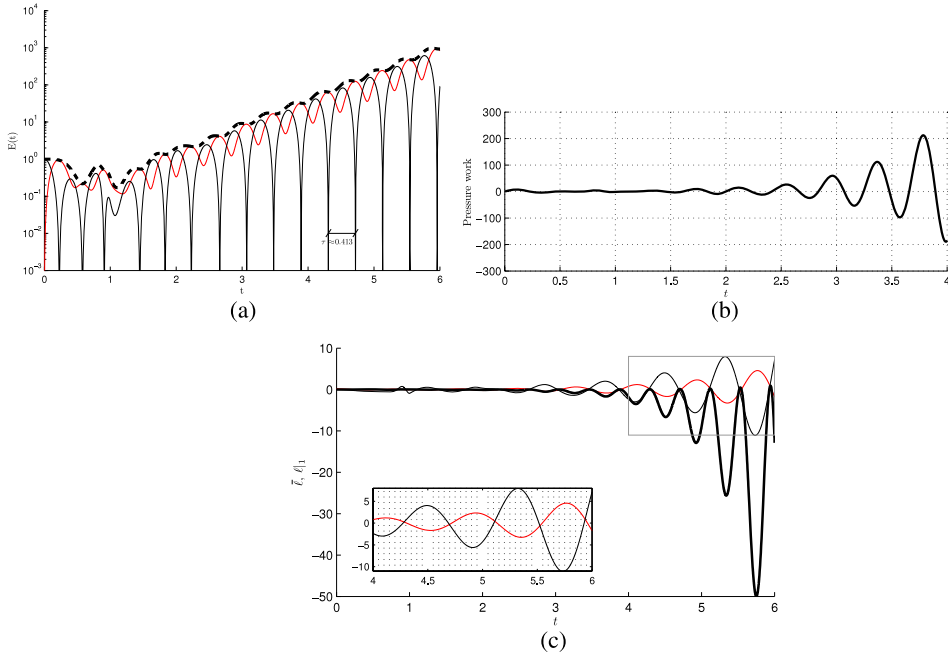 10^4
10^3
10^2
10^1
10^0
10^-1
10^-2
10^-3
E(t)
τ ≈0.413
0 1 2 3 4 5 6
t
(a)
300
200
100
0
−100
−200
−300
Pressure work
0 0.5 1 1.5 2 2.5 3 3.5 4
t
(b)
10
0
−10
−20
−30
−40
−50
ℓ̄, ℓ|1
5
0
−5
−10
4 4.5 5 5.5 6
0 1 2 3 4 5 6
t
(c)